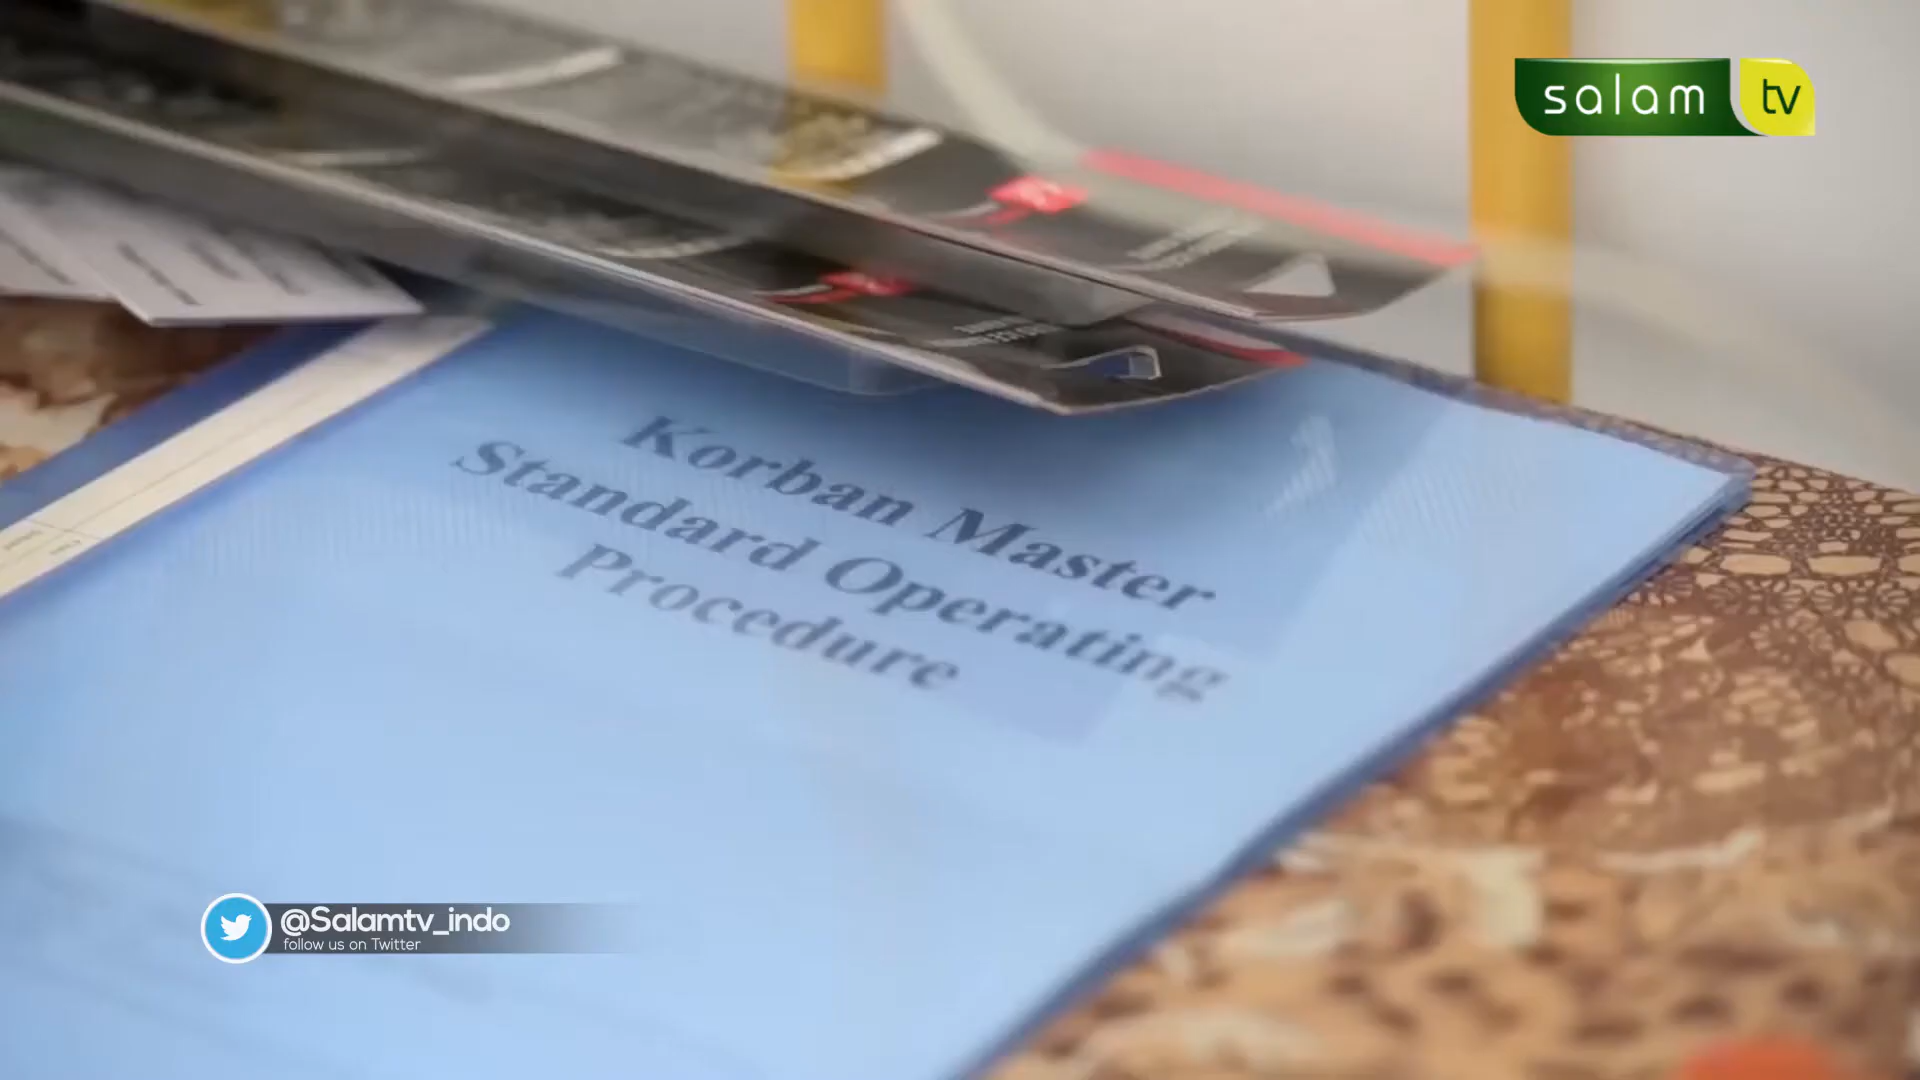 salam tv
Korban Master
Standard Operating
Procedure
@Salamtv_indo
follow us on Twitter